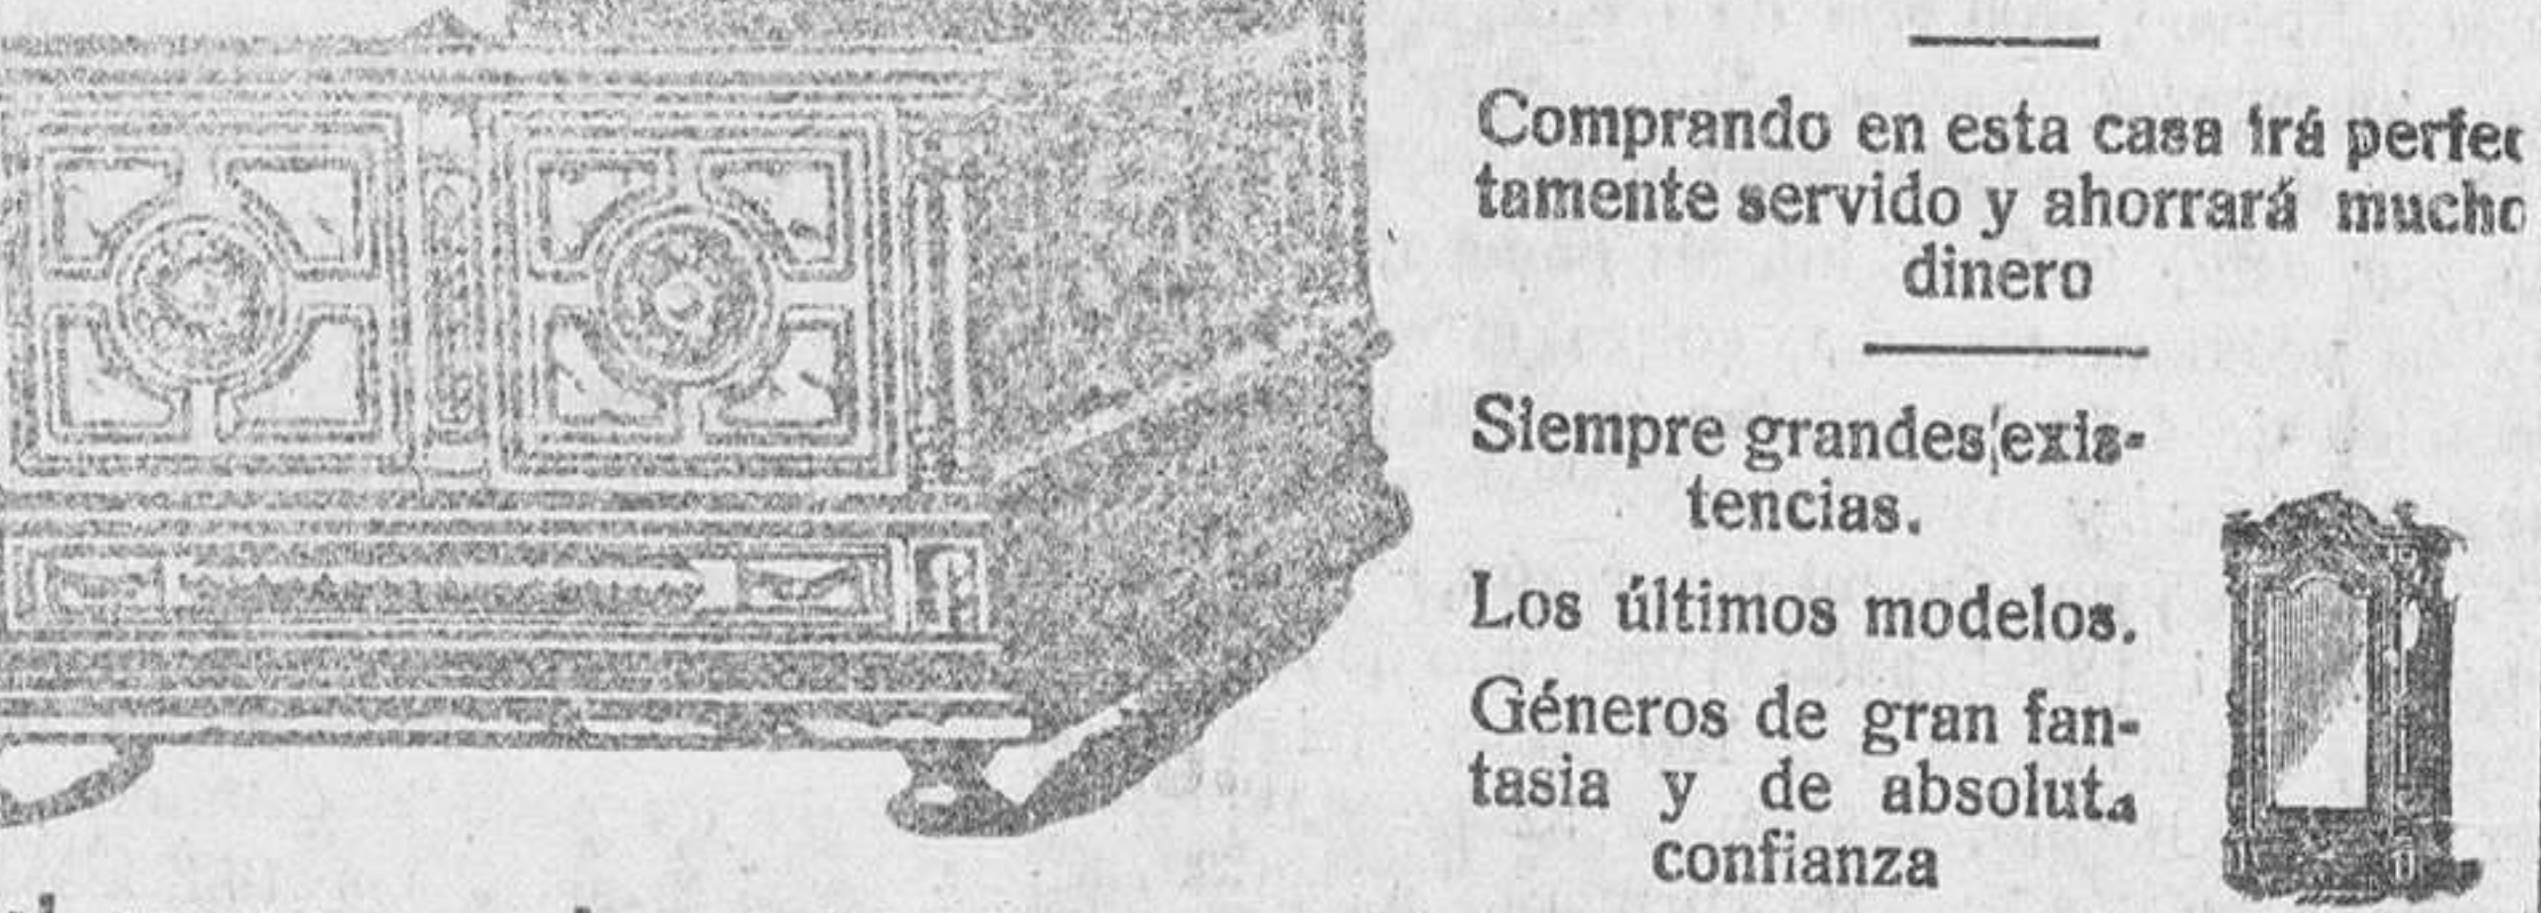 Comprando en esta casa irá perfec
tamente servido y ahorrará mucho
dinero
Siempre grandes exis-
tencias.
Los últimos modelos.
Géneros de gran fan-
tasia y de absoluta
confianza